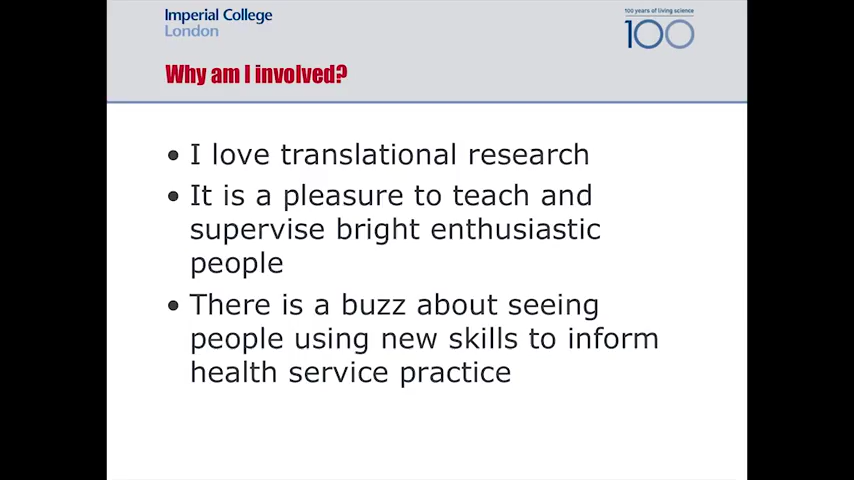 Imperial College
London
100 years of living science
100
Why am I involved?
• I love translational research
• It is a pleasure to teach and
supervise bright enthusiastic
people
• There is a buzz about seeing
people using new skills to inform
health service practice